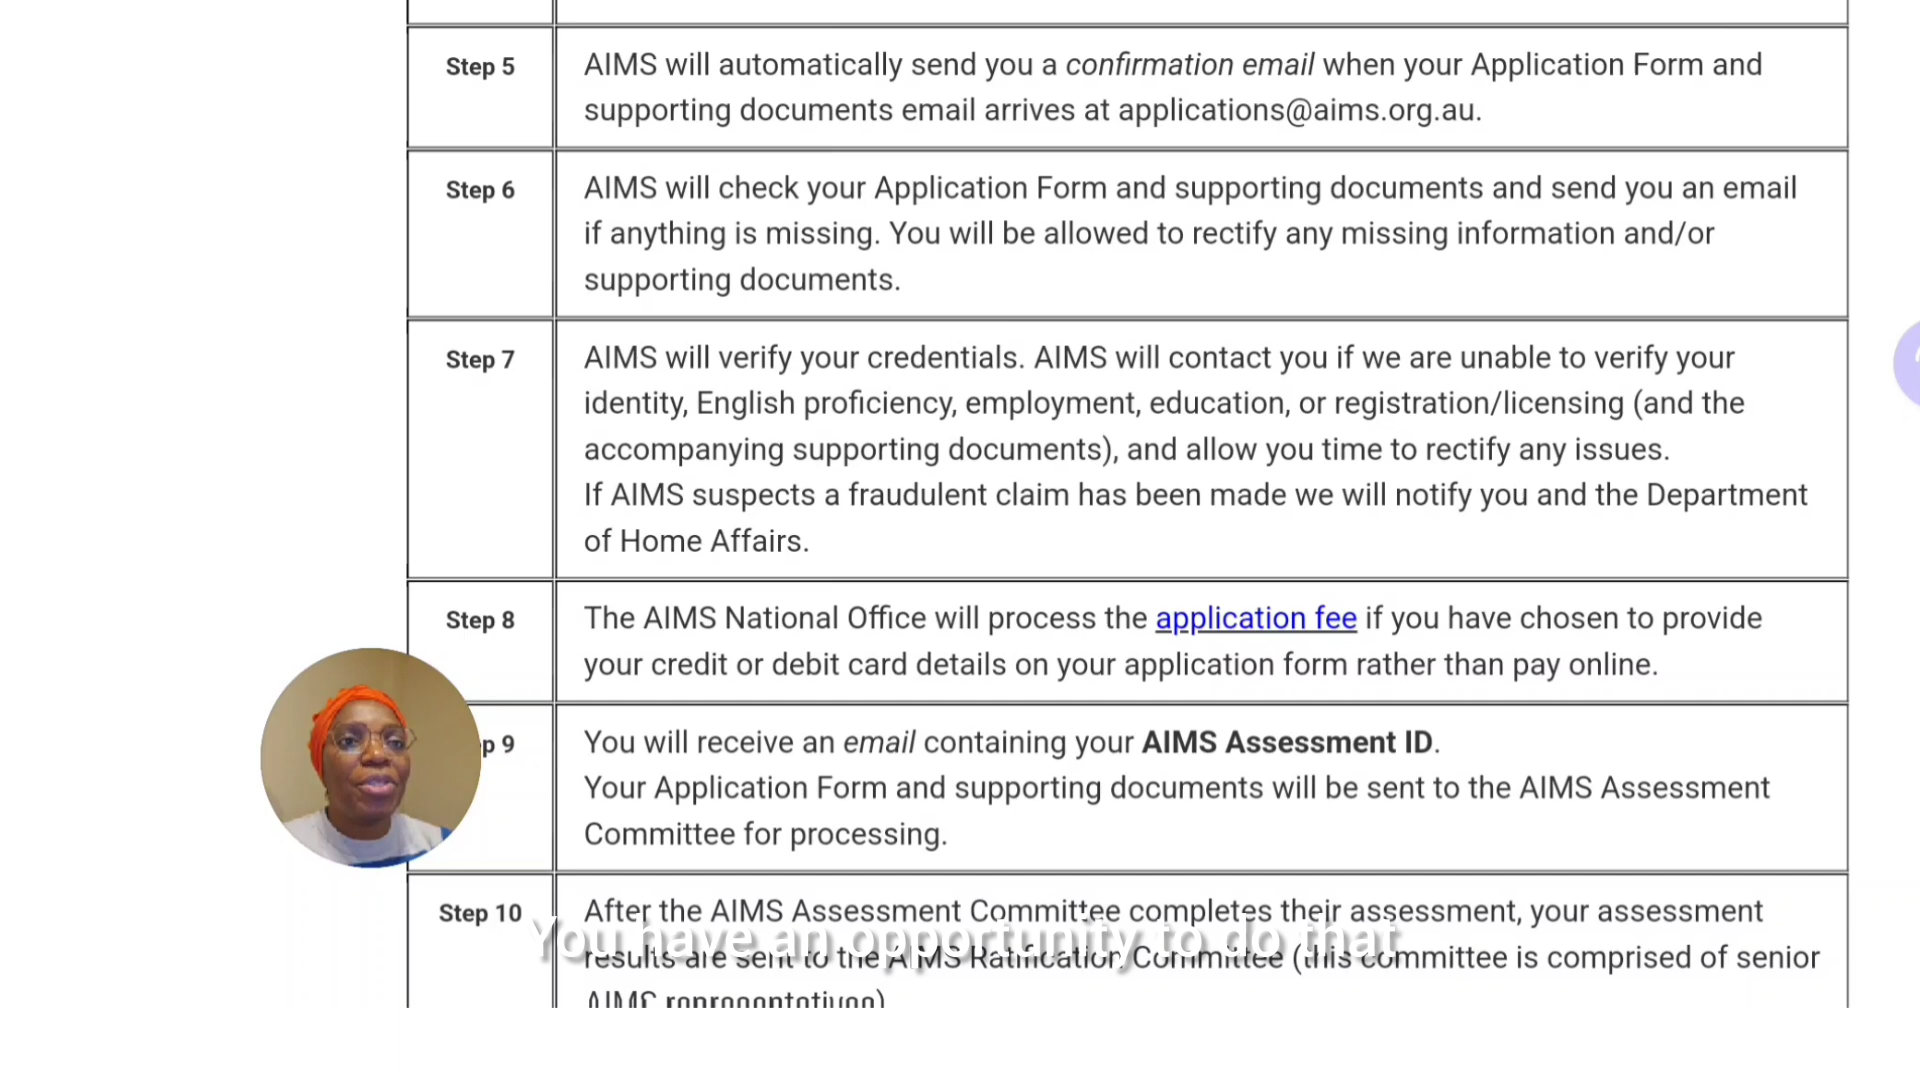 Step 5
AIMS will automatically send you a confirmation email when your Application Form and
supporting documents email arrives at applications@aims.org.au.
Step 6
AIMS will check your Application Form and supporting documents and send you an email
if anything is missing. You will be allowed to rectify any missing information and/or
supporting documents.
Step 7
AIMS will verify your credentials. AIMS will contact you if we are unable to verify your
identity, English proficiency, employment, education, or registration/licensing (and the
accompanying supporting documents), and allow you time to rectify any issues.
If AIMS suspects a fraudulent claim has been made we will notify you and the Department
of Home Affairs.
Step 8
The AIMS National Office will process the application fee if you have chosen to provide
your credit or debit card details on your application form rather than pay online.
p 9
You will receive an email containing your AIMS Assessment ID.
Your Application Form and supporting documents will be sent to the AIMS Assessment
Committee for processing.
Step 10
After the AIMS Assessment Committee completes their assessment, your assessment
results are sent to the AIMS Ratification Committee (this committee is comprised of senior
You have an opportunity to do that